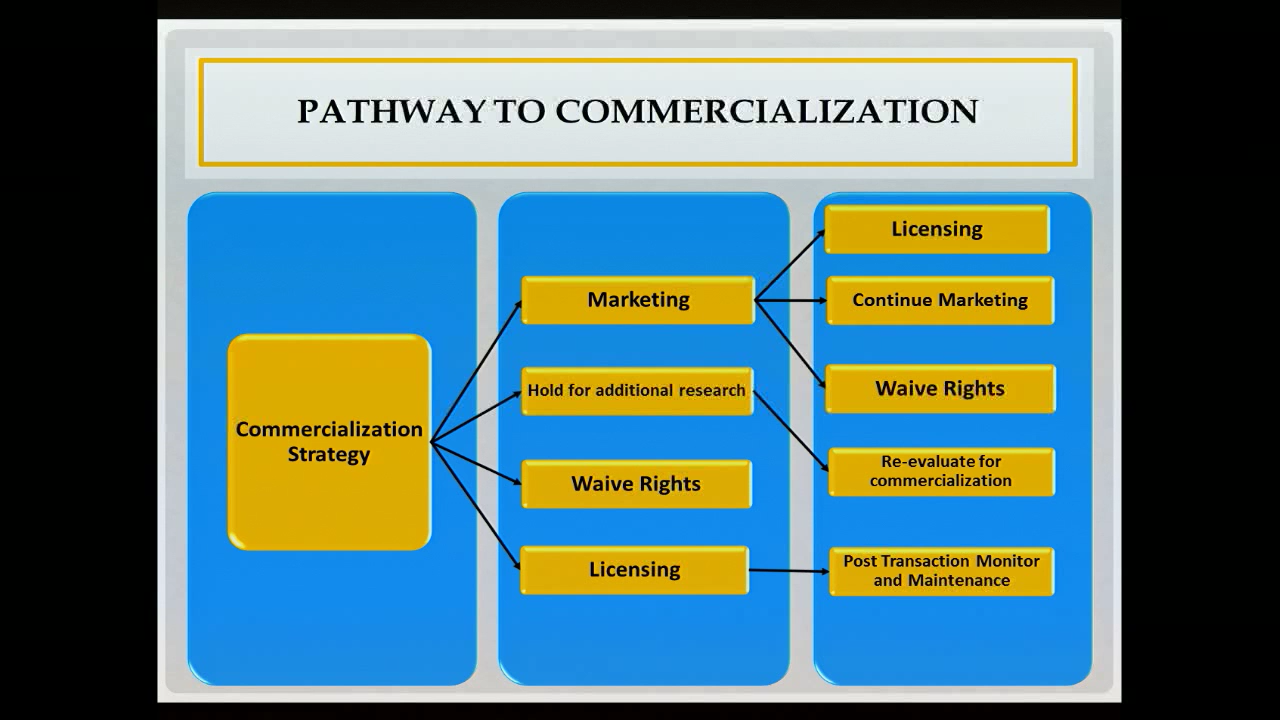 PATHWAY TO COMMERCIALIZATION
Commercialization
Strategy
Marketing
Hold for additional research
Waive Rights
Licensing
Licensing
Continue Marketing
Waive Rights
Re-evaluate for
commercialization
Post Transaction Monitor
and Maintenance